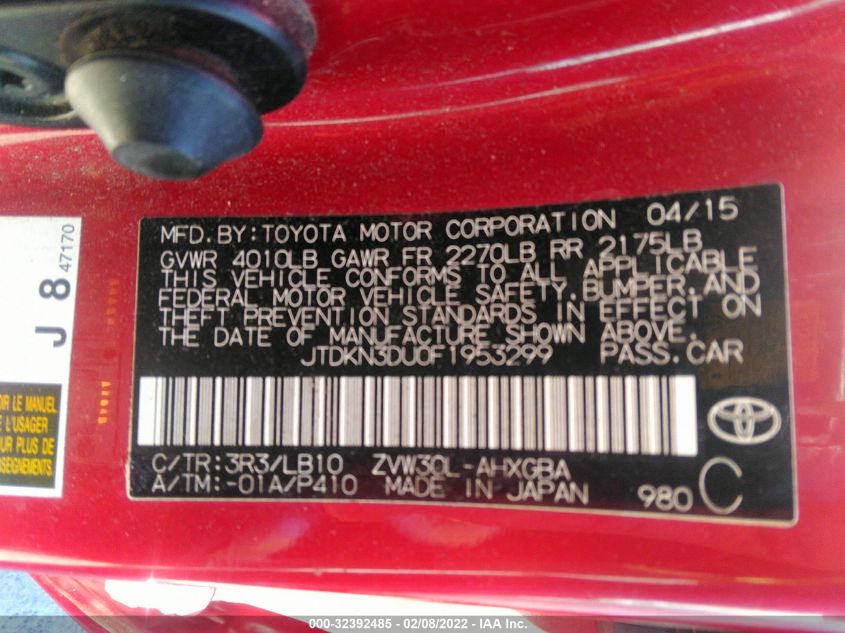 MFD. BY: TOYOTA MOTOR CORPORATION 04/15
GVWR 4010LB GAWR FR 2270LB RR 2175LB
THIS VEHICLE CONFORMS TO ALL APPLICABLE
FEDERAL MOTOR VEHICLE SAFETY, BUMPER, AND
THEFT PREVENTION STANDARDS IN EFFECT ON
THE DATE OF MANUFACTURE SHOWN ABOVE.
JTDKN3DU0F1953299 PASS.CAR
C/TR:3R3/LB10 ZVW30L-AHXGBA
A/TM:-01A/P410 MADE IN JAPAN 980 C
J 8 47170
OIR LE MANUEL
L'USAGER
UR PLUS DE
SEIGNEMENTS
000-32392485 - 02/08/2022 - IAA Inc.